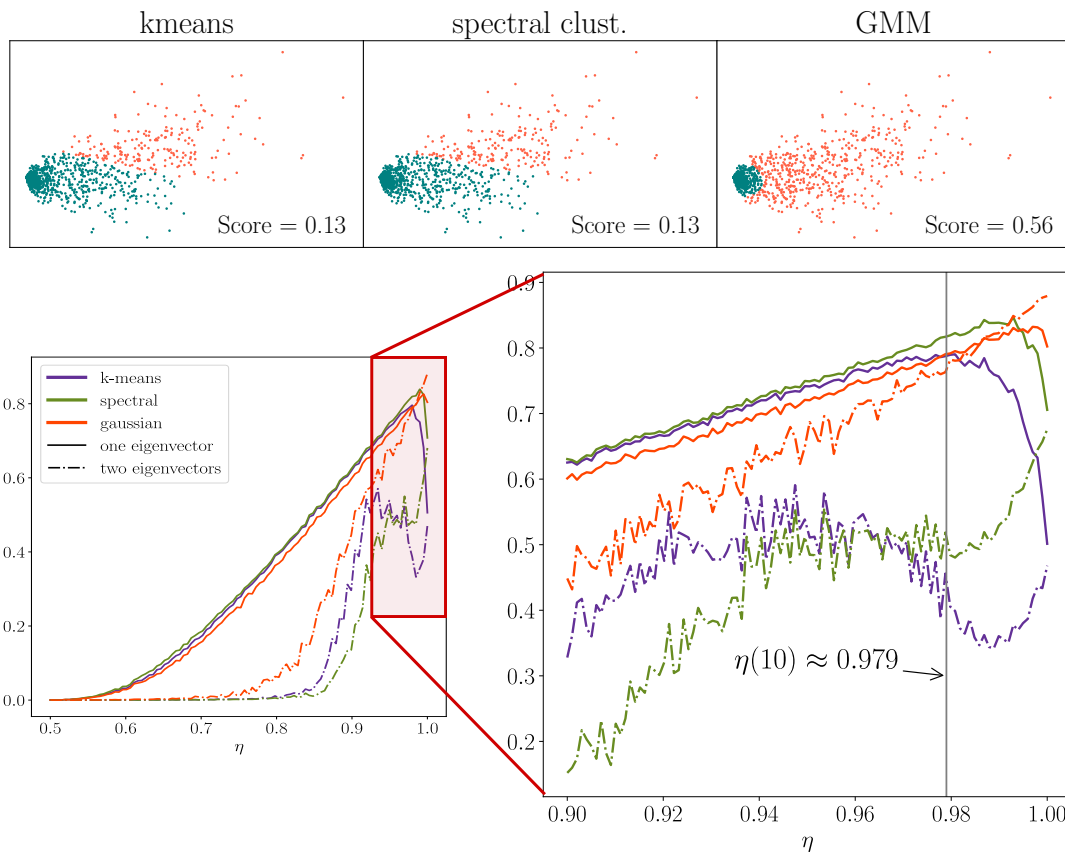 kmeans
spectral clust.
GMM
Score = 0.13
Score = 0.13
Score = 0.56
k-means
spectral
gaussian
one eigenvector
two eigenvectors
0.8
0.6
0.4
0.2
0.0
0.5 0.6 0.7 0.8 0.9 1.0
η
0.9
0.8
0.7
0.6
0.5
0.4
0.3
0.2
η(10) ≈ 0.979
0.90 0.92 0.94 0.96 0.98 1.00
η